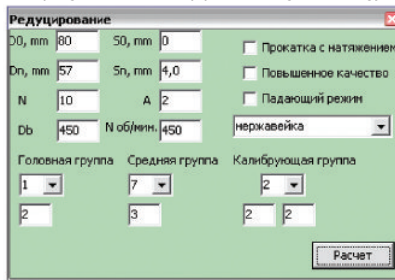 Редуцирование
D0, mm 80 S0, mm 0 Прокатка с натяжением
Dn, mm 57 Sn, mm 4,0 Повышенное качество
N 10 A 2 Падающий режим
Db 450 N об/мин. 450 нержавейка
Головная группа Средняя группа Калибрующая группа
1 7 2
2 3 2 2
Расчет